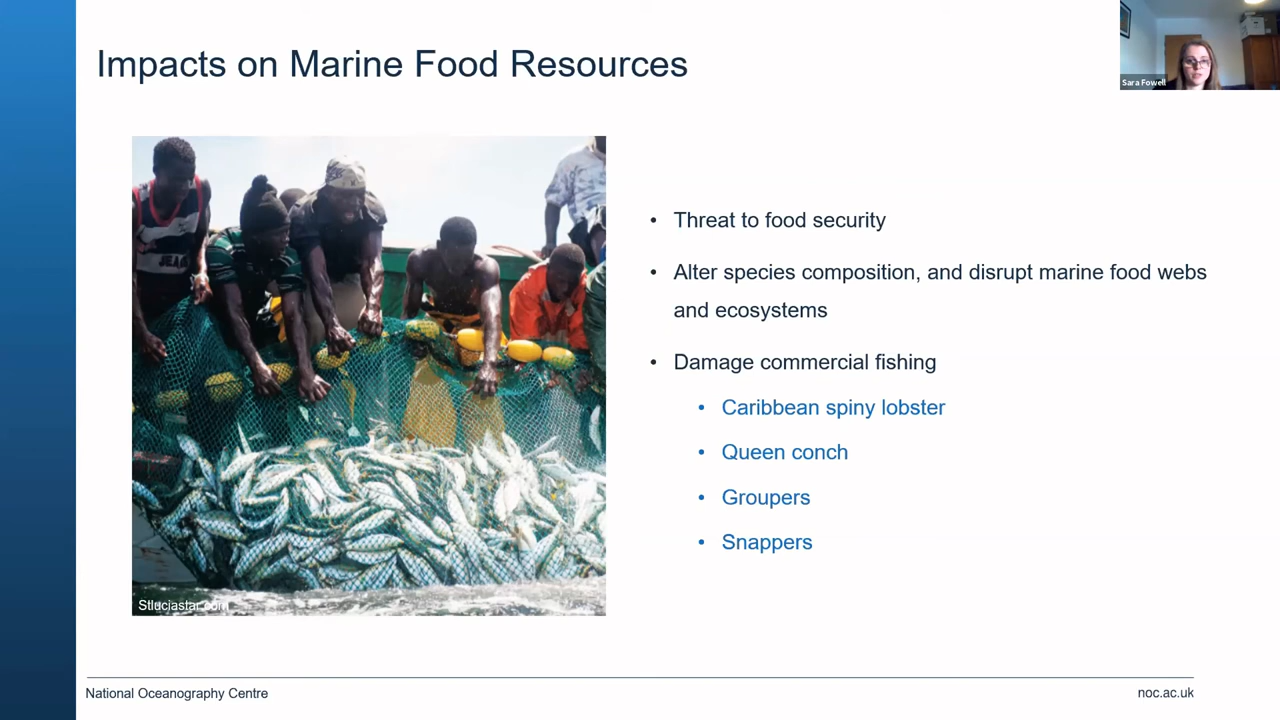 Impacts on Marine Food Resources
Sara Fowell
• Threat to food security
• Alter species composition, and disrupt marine food webs
and ecosystems
• Damage commercial fishing
• Caribbean spiny lobster
• Queen conch
• Groupers
• Snappers
Stluciastar.com
National Oceanography Centre
noc.ac.uk